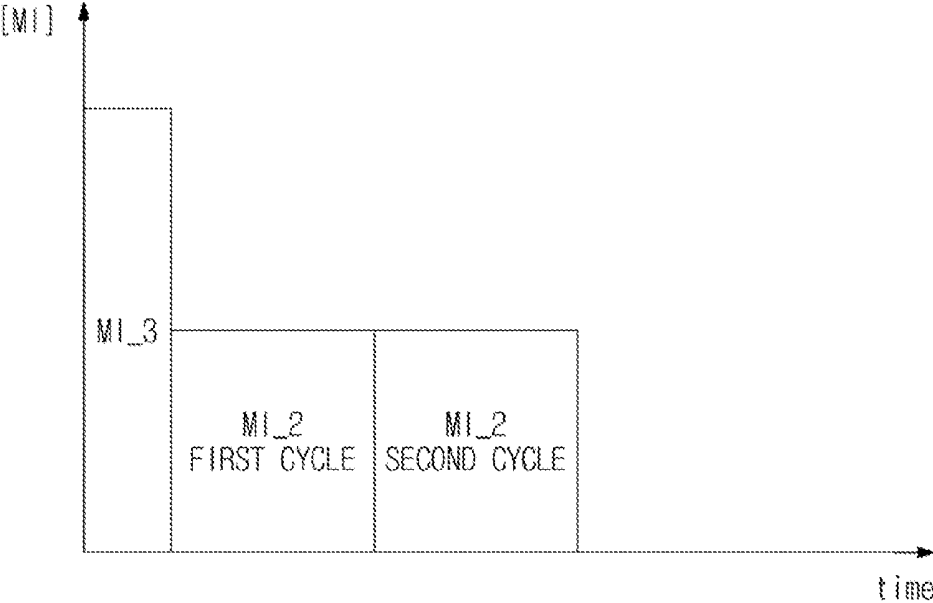 [MI]
MI_3
MI_2
FIRST CYCLE
MI_2
SECOND CYCLE
time